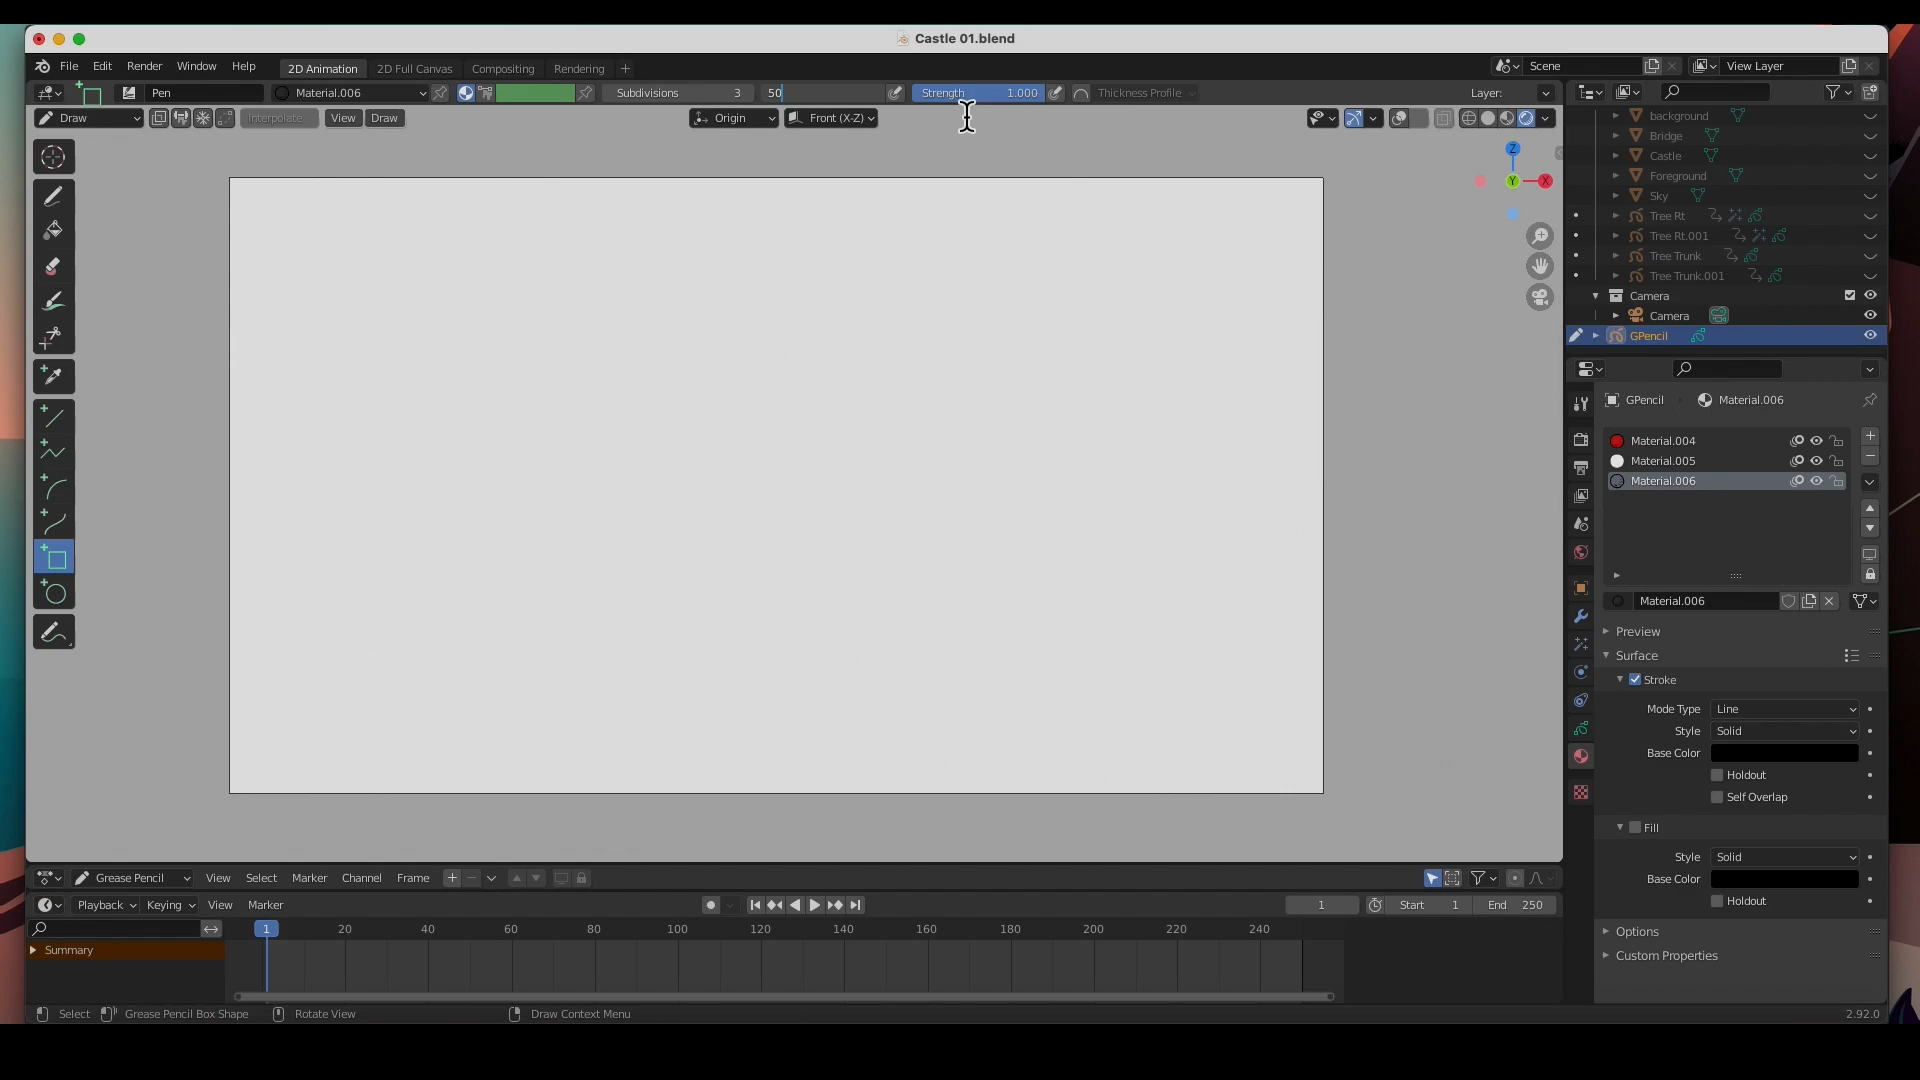 Castle 01.blend
File Edit Render Window Help 2D Animation 2D Full Canvas Compositing Rendering + Scene View Layer
Pen Material.006 Subdivisions 3 50 Strength 1.000 Thickness Profile Layer:
Draw Interpolate View Draw Origin Front (X-Z)
background
Bridge
Castle
Foreground
Sky
Tree Rt
Tree Rt.001
Tree Trunk
Tree Trunk.001
Camera
Camera
GPencil
Z
Y X
GPencil Material.006
Material.004
Material.005
Material.006
Material.006
Preview
Surface
Stroke
Mode Type Line
Style Solid
Base Color
Holdout
Self Overlap
Fill
Style Solid
Base Color
Holdout
Options
Custom Properties
Grease Pencil View Select Marker Channel Frame
Playback Keying View Marker 1 Start 1 End 250
1 20 40 60 80 100 120 140 160 180 200 220 240
Summary
Select Grease Pencil Box Shape Rotate View Draw Context Menu 2.92.0